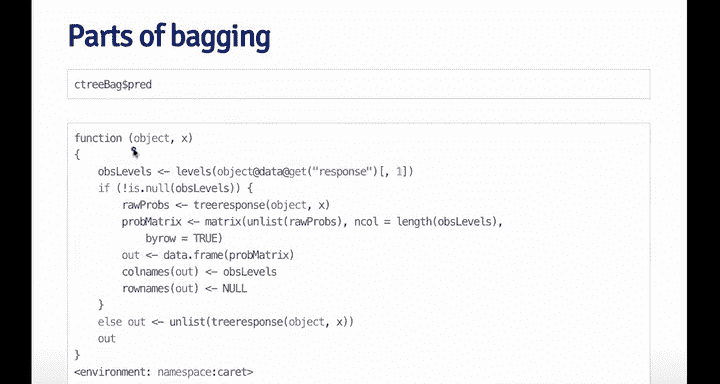 Parts of bagging
ctreeBag$pred
function (object, x)
{
    obsLevels <- levels(object@data@get("response")[, 1])
    if (!is.null(obsLevels)) {
        rawProbs <- treeresponse(object, x)
        probMatrix <- matrix(unlist(rawProbs), ncol = length(obsLevels),
            byrow = TRUE)
        out <- data.frame(probMatrix)
        colnames(out) <- obsLevels
        rownames(out) <- NULL
    }
    else out <- unlist(treeresponse(object, x))
    out
}
<environment: namespace:caret>